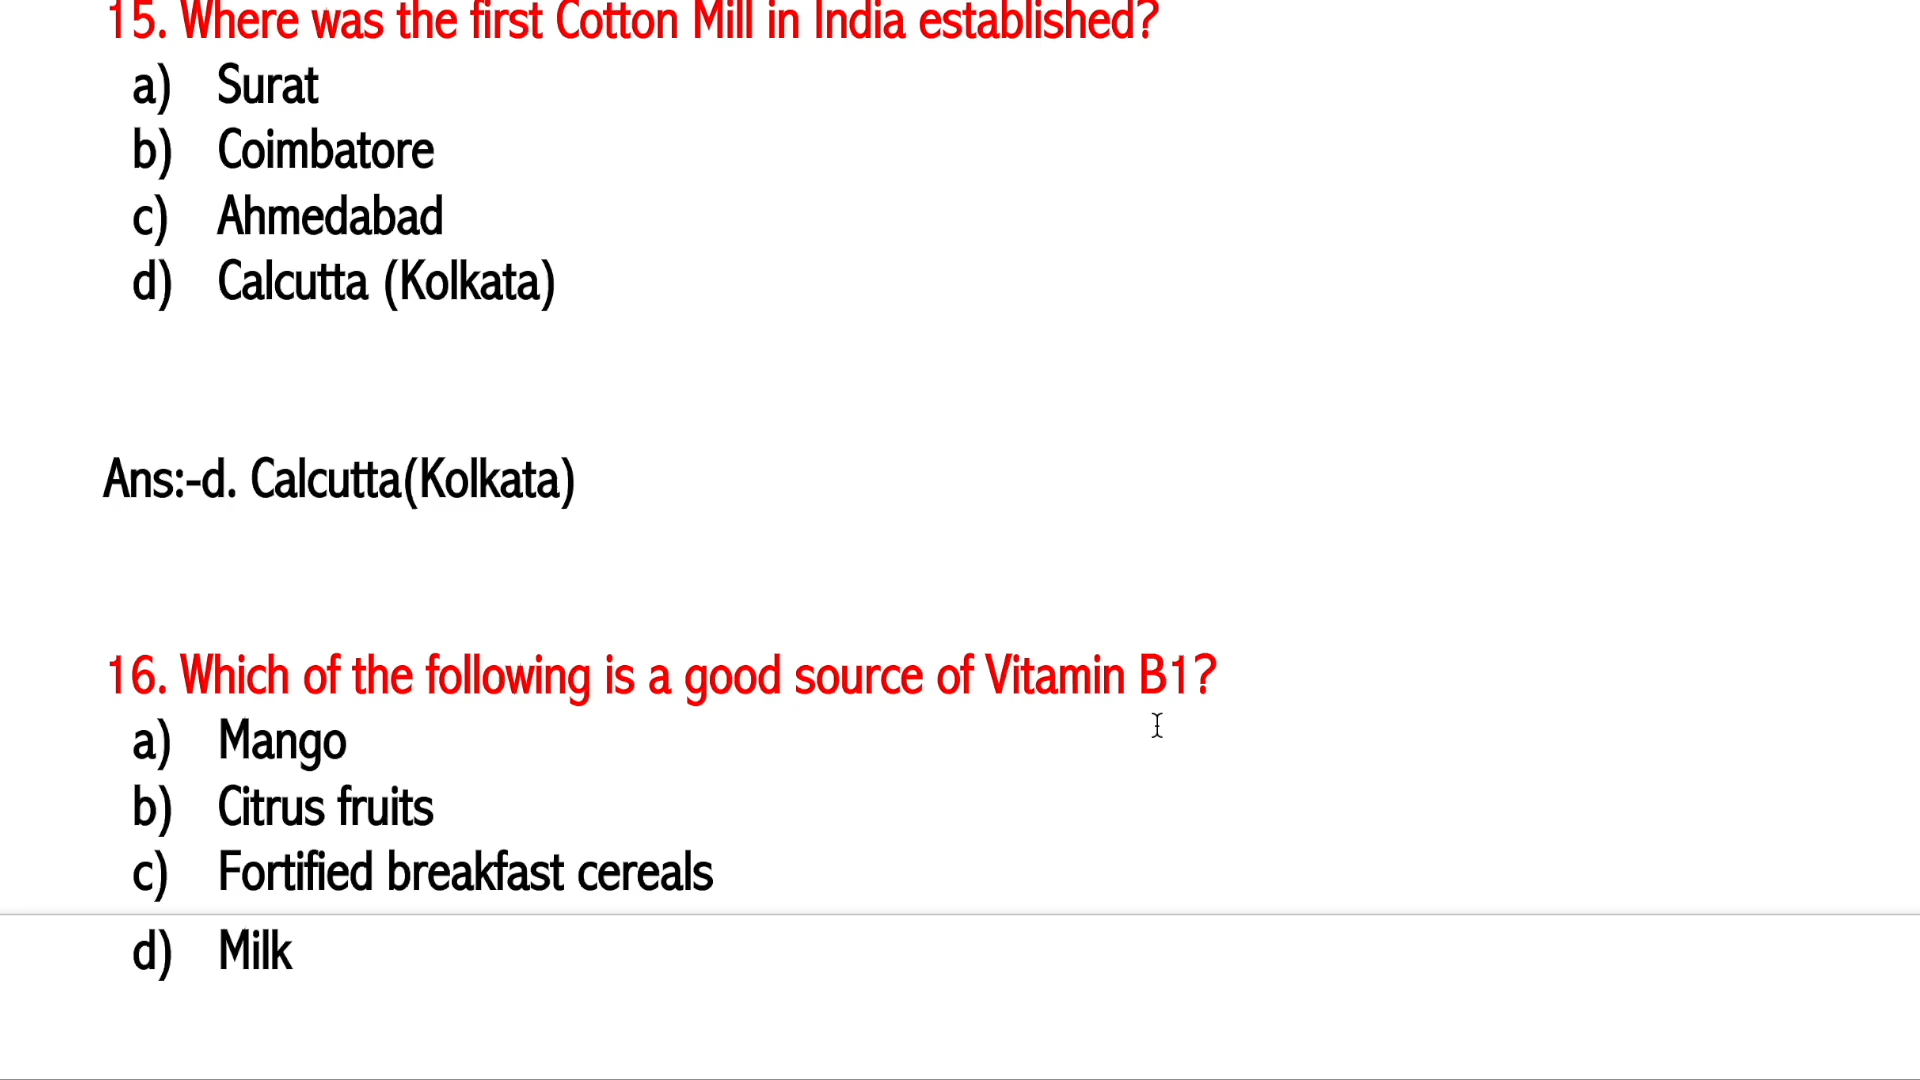 15. Where was the first Cotton Mill in India established?
a) Surat
b) Coimbatore
c) Ahmedabad
d) Calcutta (Kolkata)
Ans:-d. Calcutta(Kolkata)
16. Which of the following is a good source of Vitamin B1?
a) Mango
b) Citrus fruits
c) Fortified breakfast cereals
d) Milk